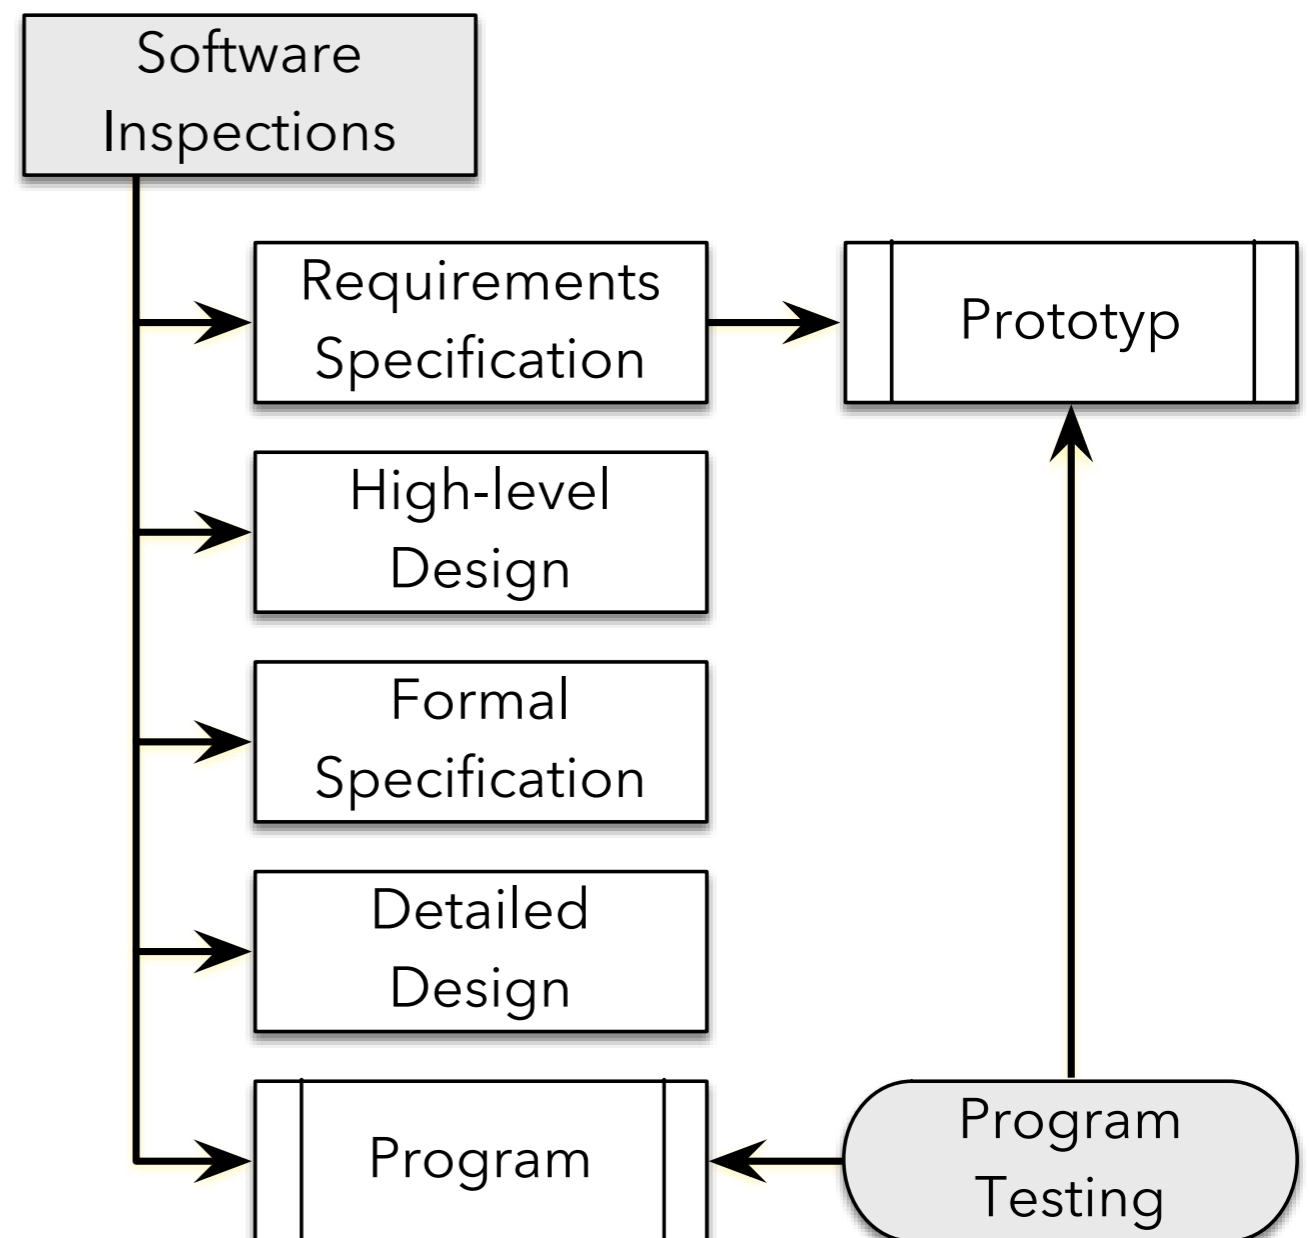 Software
Inspections
Requirements
Specification
Prototyp
High-level
Design
Formal
Specification
Detailed
Design
Program
Program
Testing